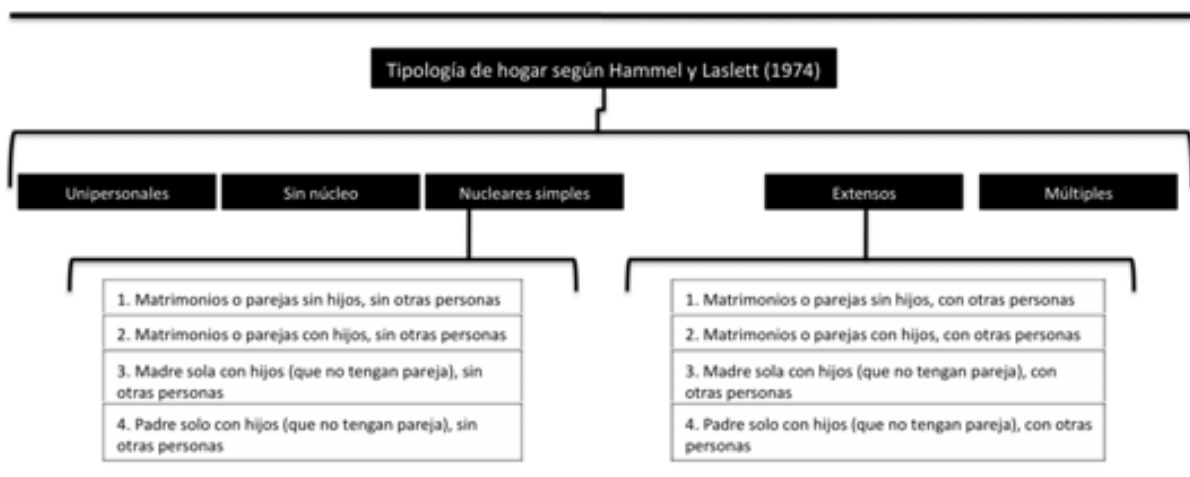 Tipología de hogar según Hammel y Laslett (1974)
Unipersonales
Sin núcleo
Nucleares simples
Extensos
Múltiples
1. Matrimonios o parejas sin hijos, sin otras personas
2. Matrimonios o parejas con hijos, sin otras personas
3. Madre sola con hijos (que no tengan pareja), sin
otras personas
4. Padre solo con hijos (que no tengan pareja), sin
otras personas
1. Matrimonios o parejas sin hijos, con otras personas
2. Matrimonios o parejas con hijos, con otras personas
3. Madre sola con hijos (que no tengan pareja), con
otras personas
4. Padre solo con hijos (que no tengan pareja), con otras
personas